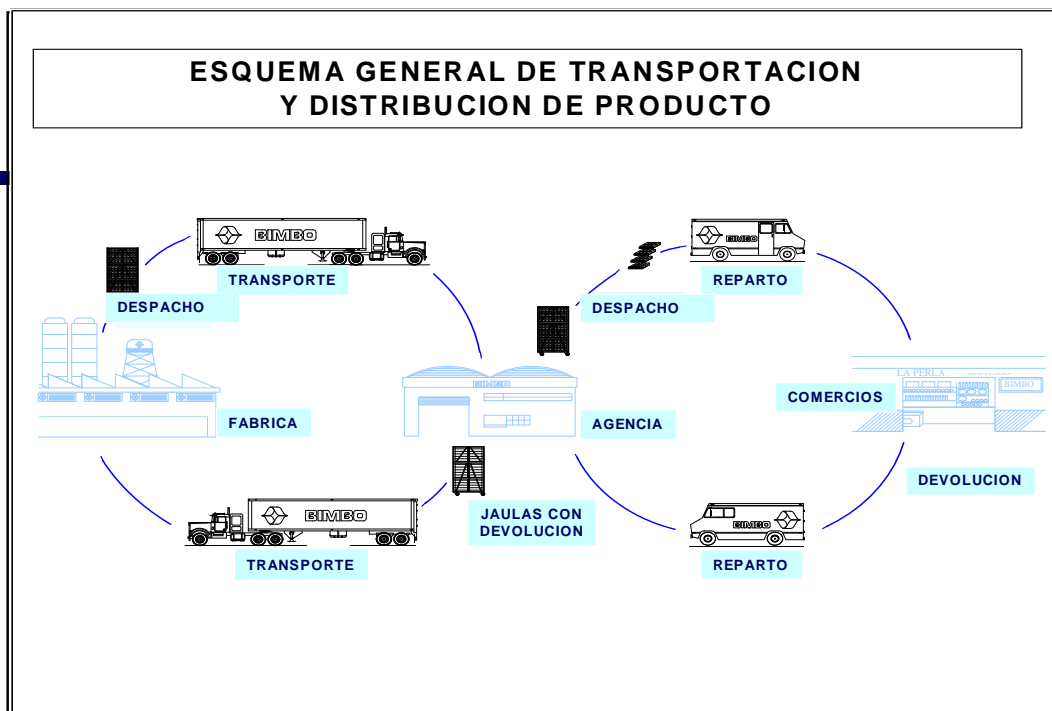 ESQUEMA GENERAL DE TRANSPORTACION
Y DISTRIBUCION DE PRODUCTO
BIMBO
TRANSPORTE
DESPACHO
BIMBO
REPARTO
DESPACHO
BIMBO
FABRICA
AGENCIA
LA PERLA
BIMBO
COMERCIOS
DEVOLUCION
BIMBO
TRANSPORTE
JAULAS CON
DEVOLUCION
BIMBO
REPARTO